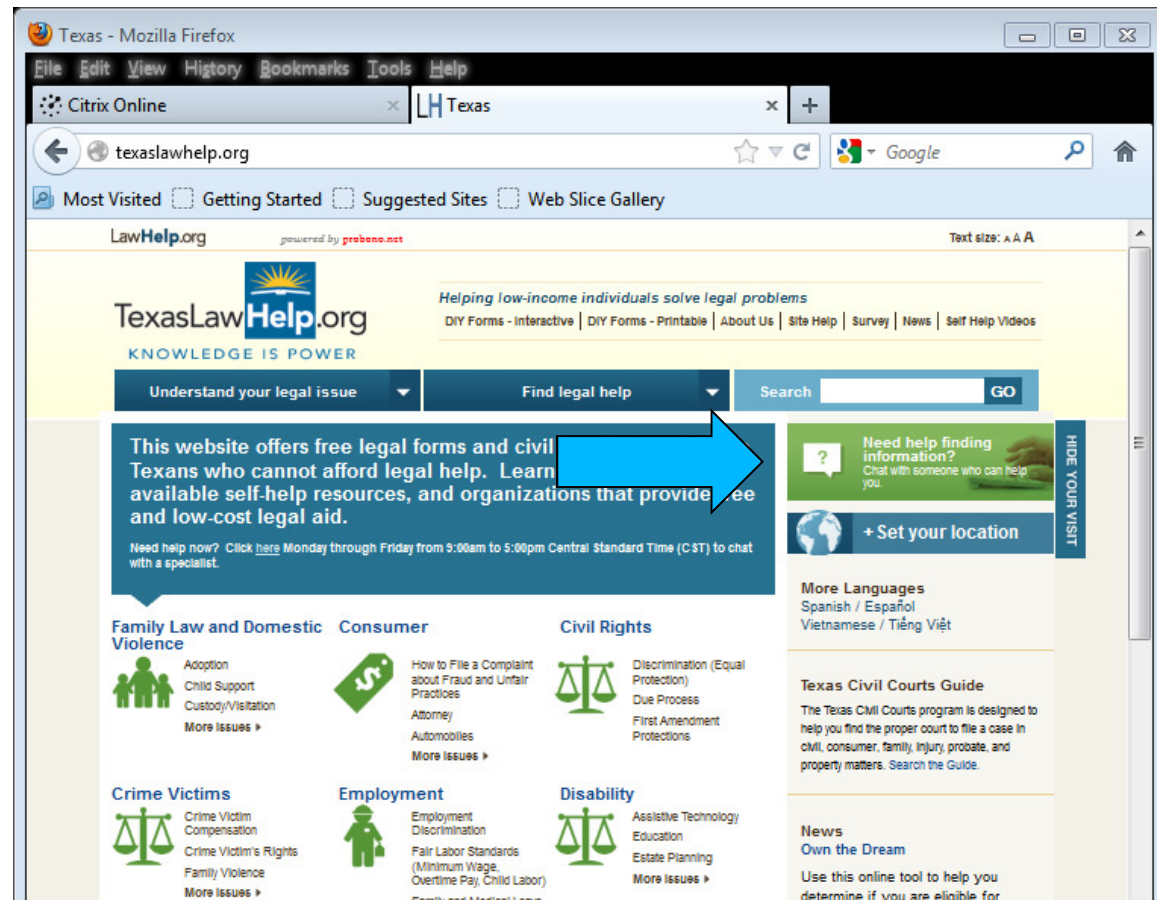 Texas - Mozilla Firefox
File Edit View History Bookmarks Tools Help
Citrix Online
LH Texas
texaslawhelp.org
Google
Most Visited Getting Started Suggested Sites Web Slice Gallery
LawHelp.org powered by probono.net
Text size: A A A
TexasLawHelp.org
KNOWLEDGE IS POWER
Helping low-income individuals solve legal problems
DIY Forms - Interactive | DIY Forms - Printable | About Us | Site Help | Survey | News | Self Help Videos
Understand your legal issue
Find legal help
Search
GO
This website offers free legal forms and civil
Texans who cannot afford legal help. Learn
available self-help resources, and organizations that provide
and low-cost legal aid.
Need help now? Click here Monday through Friday from 9:00am to 5:00pm Central Standard Time (CST) to chat
with a specialist.
?
Need help finding
information?
Chat with someone who can help
you.
HIDE YOUR VISIT
+ Set your location
More Languages
Spanish / Español
Vietnamese / Tiếng Việt
Texas Civil Courts Guide
The Texas Civil Courts program is designed to
help you find the proper court to file a case in
civil, consumer, family, injury, probate, and
property matters. Search the Guide.
News
Own the Dream
Use this online tool to help you
determine if you are eligible for
Family Law and Domestic
Violence
Adoption
Child Support
Custody/Visitation
More Issues
Consumer
$
How to File a Complaint
about Fraud and Unfair
Practices
Attorney
Automobiles
More Issues
Civil Rights
Discrimination (Equal
Protection)
Due Process
First Amendment
Protections
Crime Victims
Crime Victim
Compensation
Crime Victim's Rights
Family Violence
More Issues
Employment
Employment
Discrimination
Fair Labor Standards
(Minimum Wage,
Overtime Pay, Child Labor)
Family and Medical Leave
Disability
Assistive Technology
Education
Estate Planning
More Issues